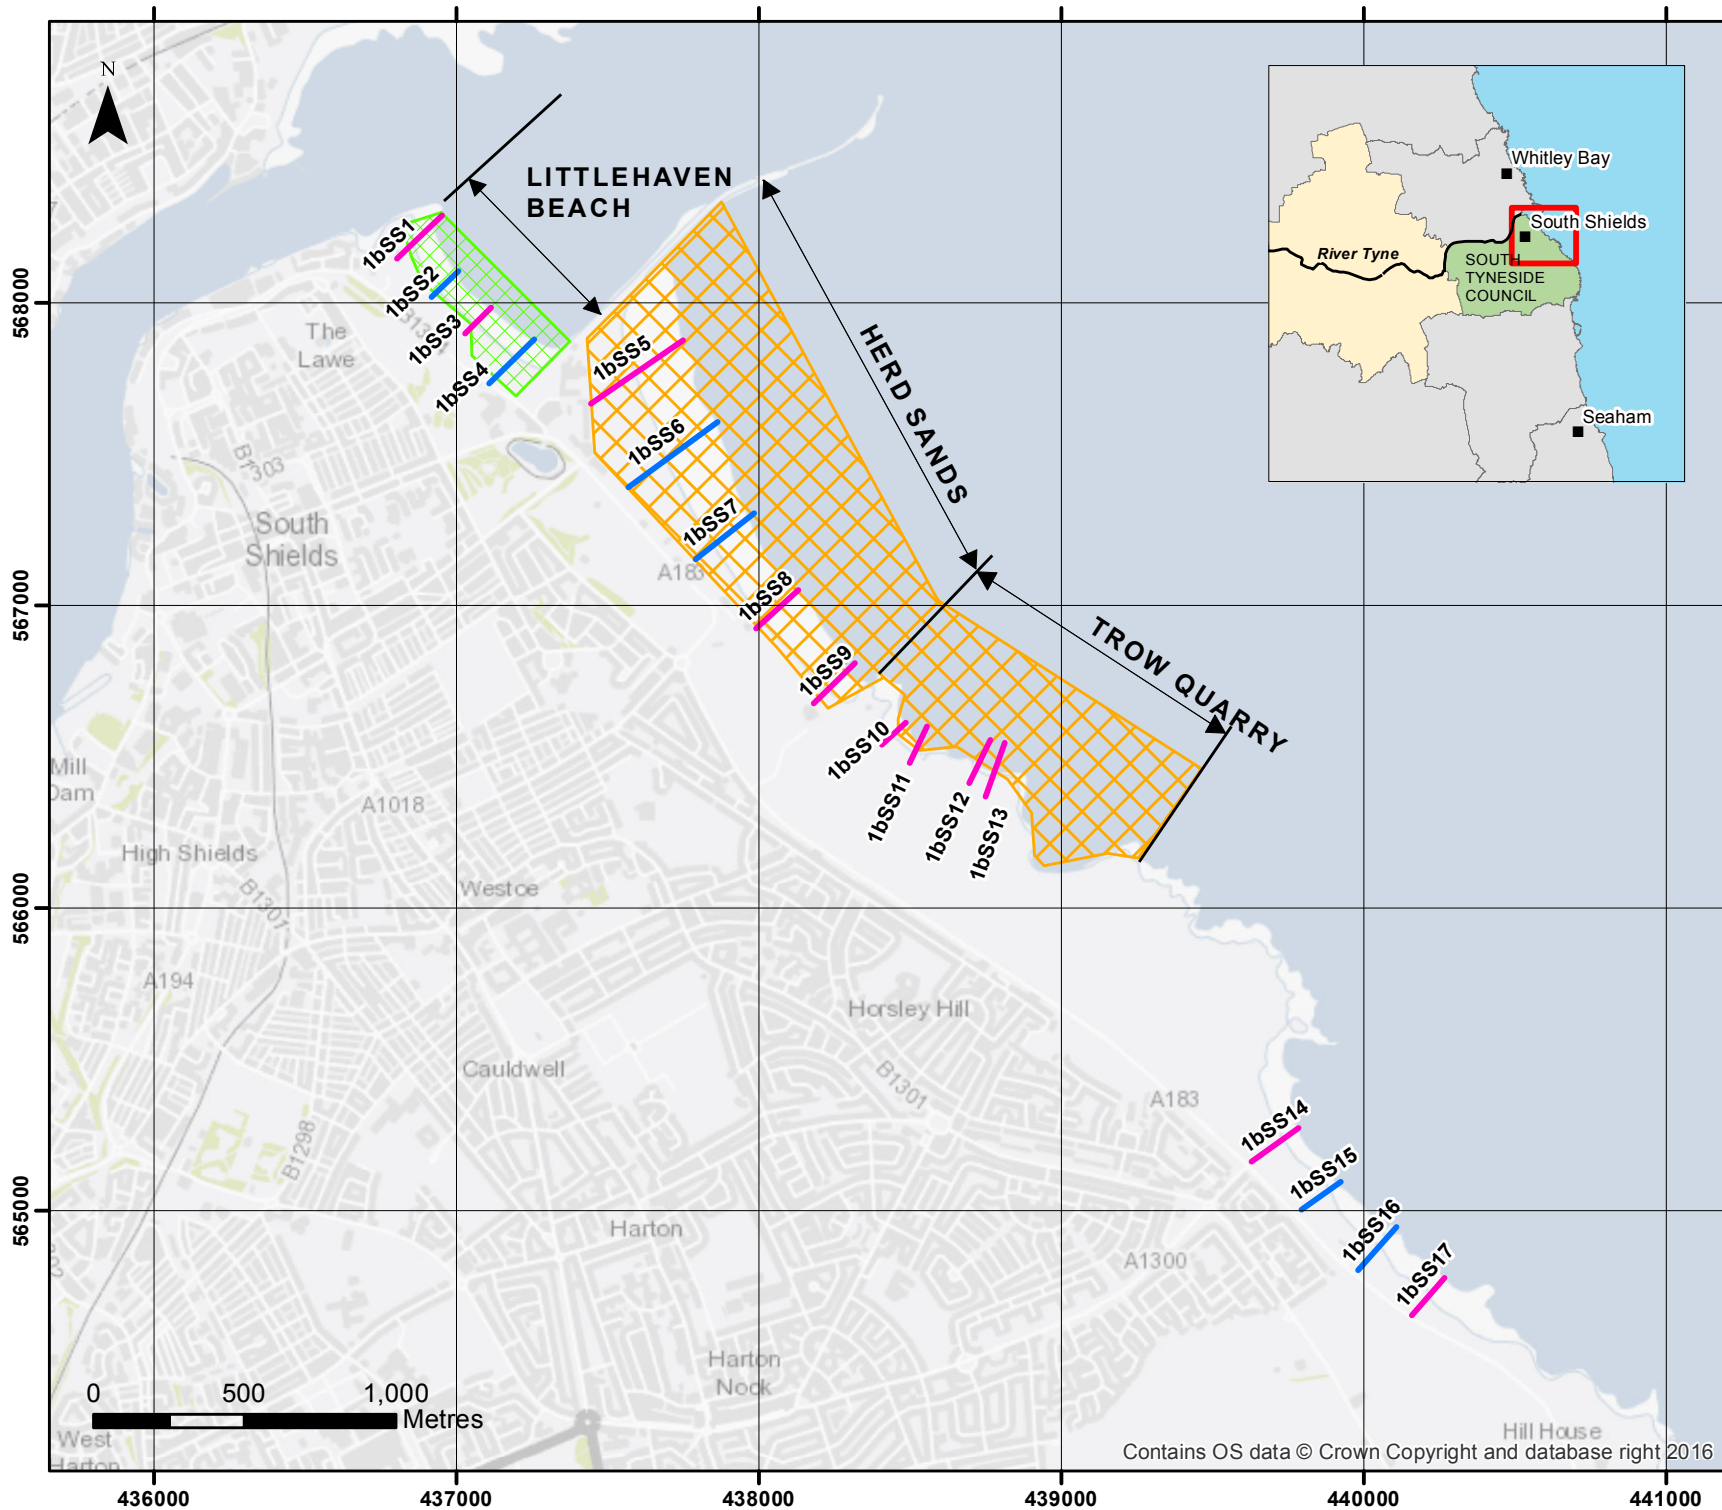 N
LITTLEHAVEN
BEACH
HERD SANDS
TROW QUARRY
1bSS1
1bSS2
1bSS3
1bSS4
1bSS5
1bSS6
1bSS7
1bSS8
1bSS9
1bSS10
1bSS11
1bSS12
1bSS13
1bSS14
1bSS15
1bSS16
1bSS17
Whitley Bay
South Shields
River Tyne
SOUTH
TYNESIDE
COUNCIL
Seaham
The
Lawe
B1303
South
Shields
A183
Mill
Dam
A1018
High Shields
B1301
Westoe
A194
Horsley Hill
Cauldwell
B1301
A183
B1298
Harton
A1300
Harton
Nook
West
Harton
Hill House
0 500 1,000
Metres
Contains OS data © Crown Copyright and database right 2016
568000
567000
566000
565000
436000 437000 438000 439000 440000 441000